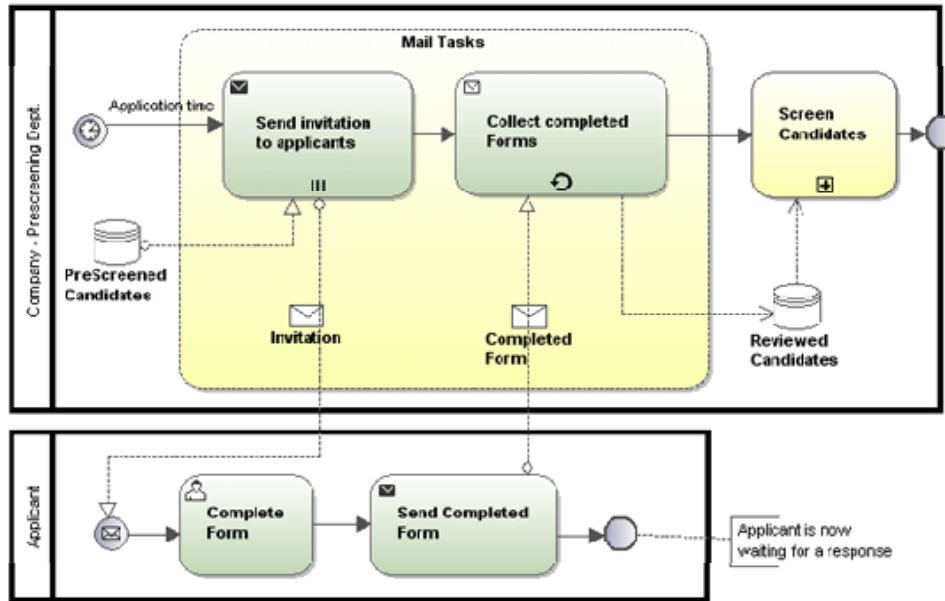 Company - Prescreening Dept.
Mail Tasks
Application time
Send invitation
to applicants
Collect completed
Forms
Screen
Candidates
PreScreened
Candidates
Invitation
Completed
Form
Reviewed
Candidates
Applicant
Complete
Form
Send Completed
Form
Applicant is now
waiting for a response